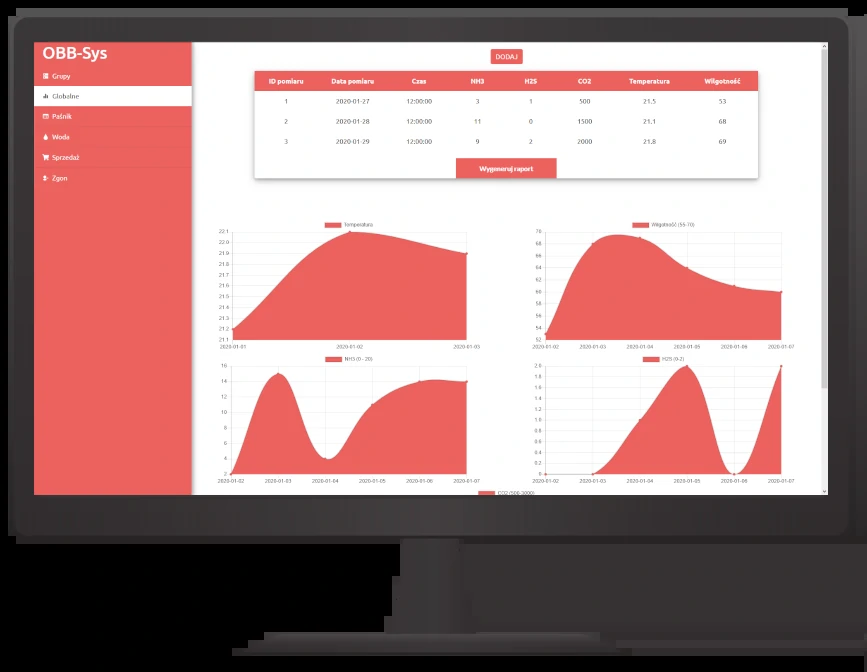 OBB-Sys
Grupy
Globalne
Paśnik
Woda
Sprzedaż
Zgon
DODAJ
ID pomiaru Data pomiaru Czas NH3 H2S CO2 Temperatura Wilgotność
1 2020-01-27 12:00:00 3 1 500 21.5 53
2 2020-01-28 12:00:00 11 0 1500 21.1 68
3 2020-01-29 12:00:00 9 2 2000 21.8 69
Wygeneruj raport
Temperatura
22.1
22.0
21.9
21.8
21.7
21.6
21.5
21.4
21.3
21.2
21.1
2020-01-01 2020-01-02 2020-01-03
Wilgotność (55-70)
70
68
66
64
62
60
58
56
54
52
2020-01-02 2020-01-03 2020-01-04 2020-01-05 2020-01-06 2020-01-07
NH3 (0 - 20)
16
14
12
10
8
6
4
2
2020-01-02 2020-01-03 2020-01-04 2020-01-05 2020-01-06 2020-01-07
H2S (0-2)
2.0
1.8
1.6
1.4
1.2
1.0
0.8
0.6
0.4
0.2
0
2020-01-02 2020-01-03 2020-01-04 2020-01-05 2020-01-06 2020-01-07
CO2 (500-3000)